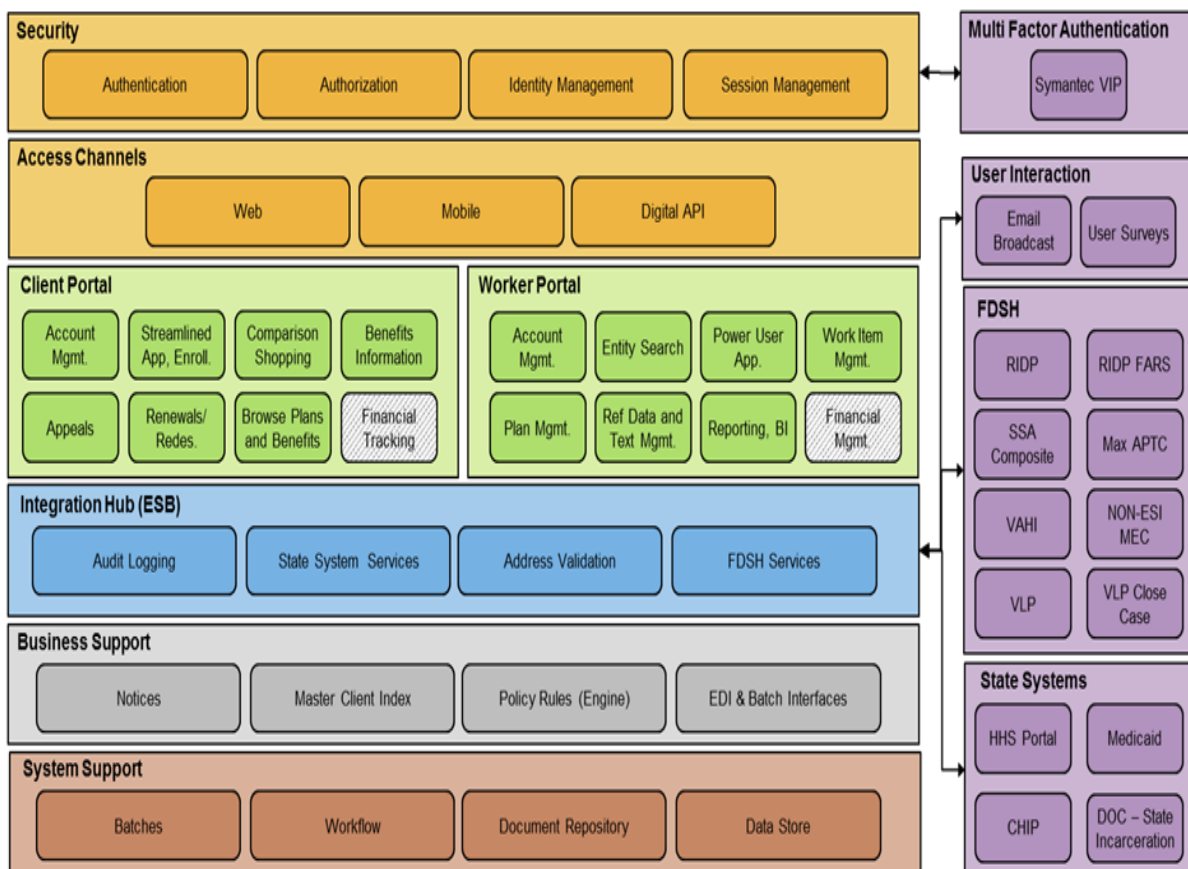 Security
Authentication
Authorization
Identity Management
Session Management
Multi Factor Authentication
Symantec VIP
Access Channels
Web
Mobile
Digital API
User Interaction
Email
Broadcast
User Surveys
Client Portal
Account
Mgmt.
Streamlined
App, Enroll.
Comparison
Shopping
Benefits
Information
Appeals
Renewals/
Redes.
Browse Plans
and Benefits
Financial
Tracking
Worker Portal
Account
Mgmt.
Entity Search
Power User
App.
Work Item
Mgmt.
Plan Mgmt.
Ref Data and
Text Mgmt.
Reporting, BI
Financial
Mgmt.
FDSH
RIDP
RIDP FARS
SSA
Composite
Max APTC
VAHI
NON-ESI
MEC
VLP
VLP Close
Case
Integration Hub (ESB)
Audit Logging
State System Services
Address Validation
FDSH Services
Business Support
Notices
Master Client Index
Policy Rules (Engine)
EDI & Batch Interfaces
State Systems
HHS Portal
Medicaid
CHIP
DOC – State
Incarceration
System Support
Batches
Workflow
Document Repository
Data Store